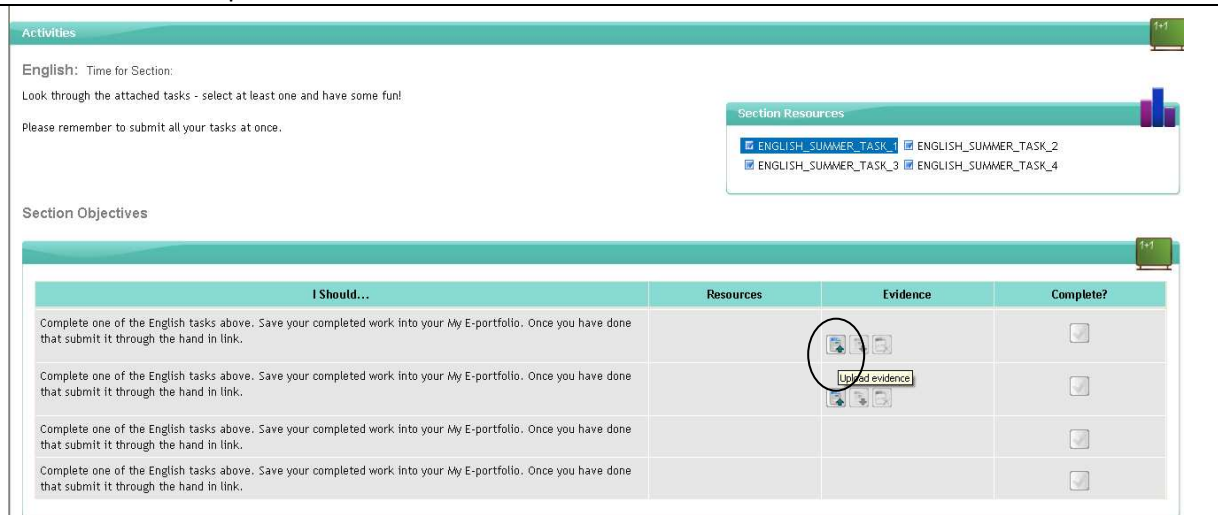 Activities
1+1
English: Time for Section:
Look through the attached tasks - select at least one and have some fun!
Please remember to submit all your tasks at once.
Section Resources
ENGLISH_SUMMER_TASK_1 ENGLISH_SUMMER_TASK_2
ENGLISH_SUMMER_TASK_3 ENGLISH_SUMMER_TASK_4
Section Objectives
1+1
I Should... Resources Evidence Complete?
Complete one of the English tasks above. Save your completed work into your My E-portfolio. Once you have done
that submit it through the hand in link.
Complete one of the English tasks above. Save your completed work into your My E-portfolio. Once you have done
that submit it through the hand in link.
Upload evidence
Complete one of the English tasks above. Save your completed work into your My E-portfolio. Once you have done
that submit it through the hand in link.
Complete one of the English tasks above. Save your completed work into your My E-portfolio. Once you have done
that submit it through the hand in link.